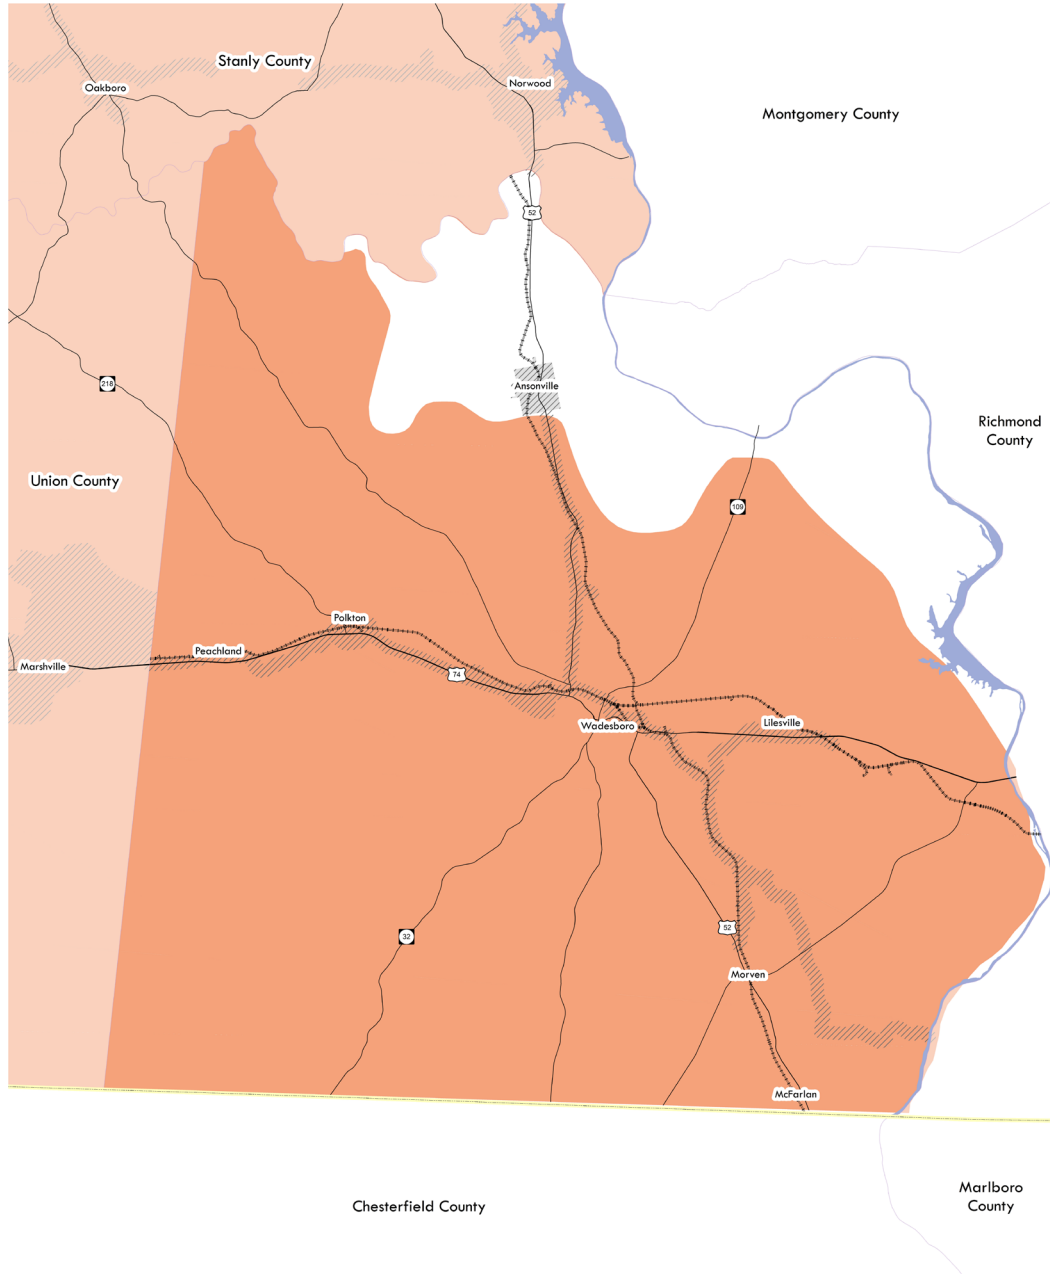 Stanly County
Oakboro
Norwood
Montgomery County
52
Ansonville
218
Richmond
County
Union County
109
Polkton
Peachland
Marshville
74
Lilesville
Wadesboro
52
32
Morven
McFarlan
Chesterfield County
Marlboro
County